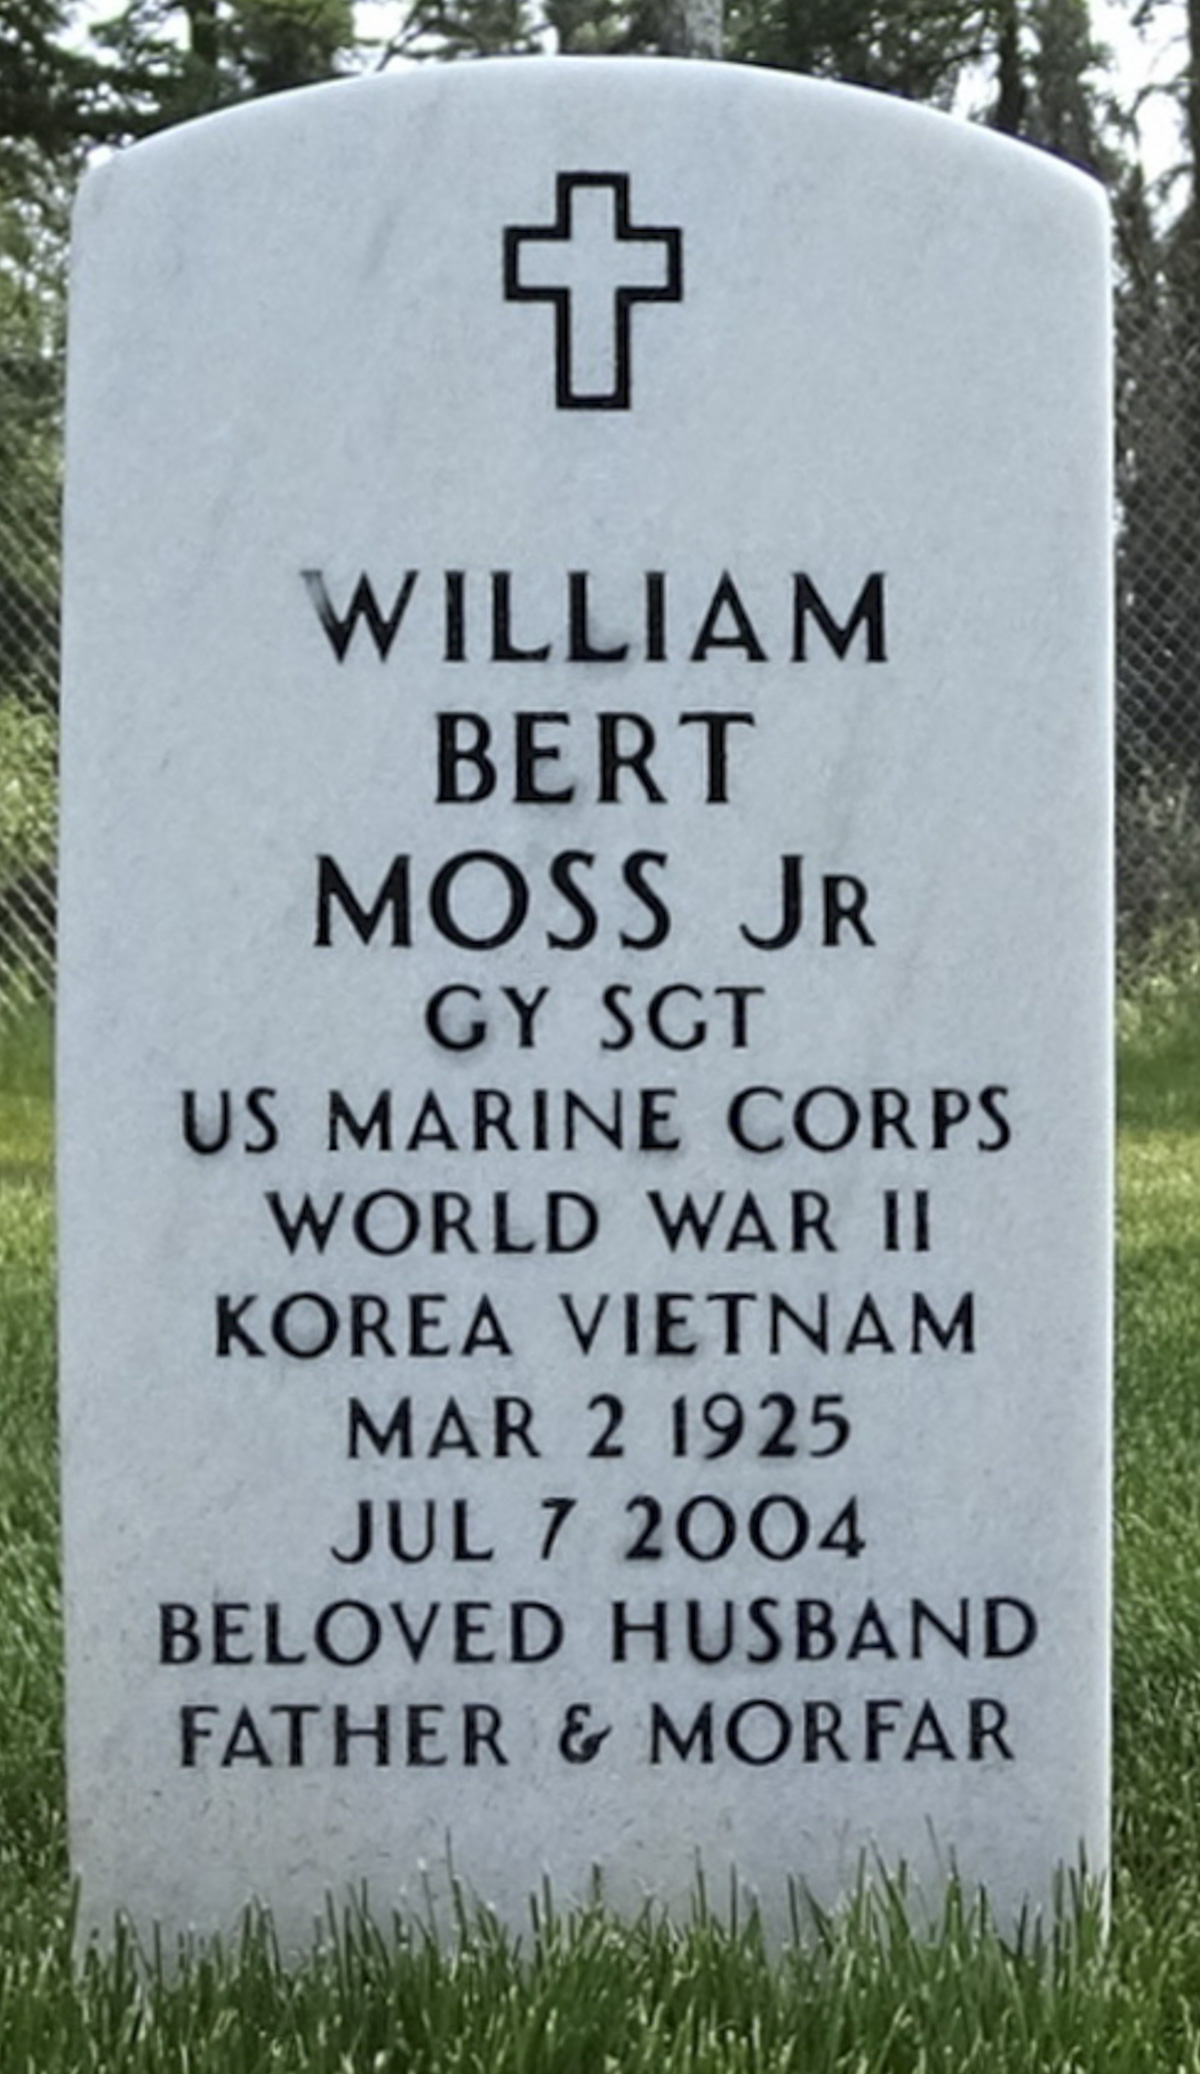 WILLIAM
BERT
MOSS JR
GY SGT
US MARINE CORPS
WORLD WAR II
KOREA VIETNAM
MAR 2 1925
JUL 7 2004
BELOVED HUSBAND
FATHER & MORFAR